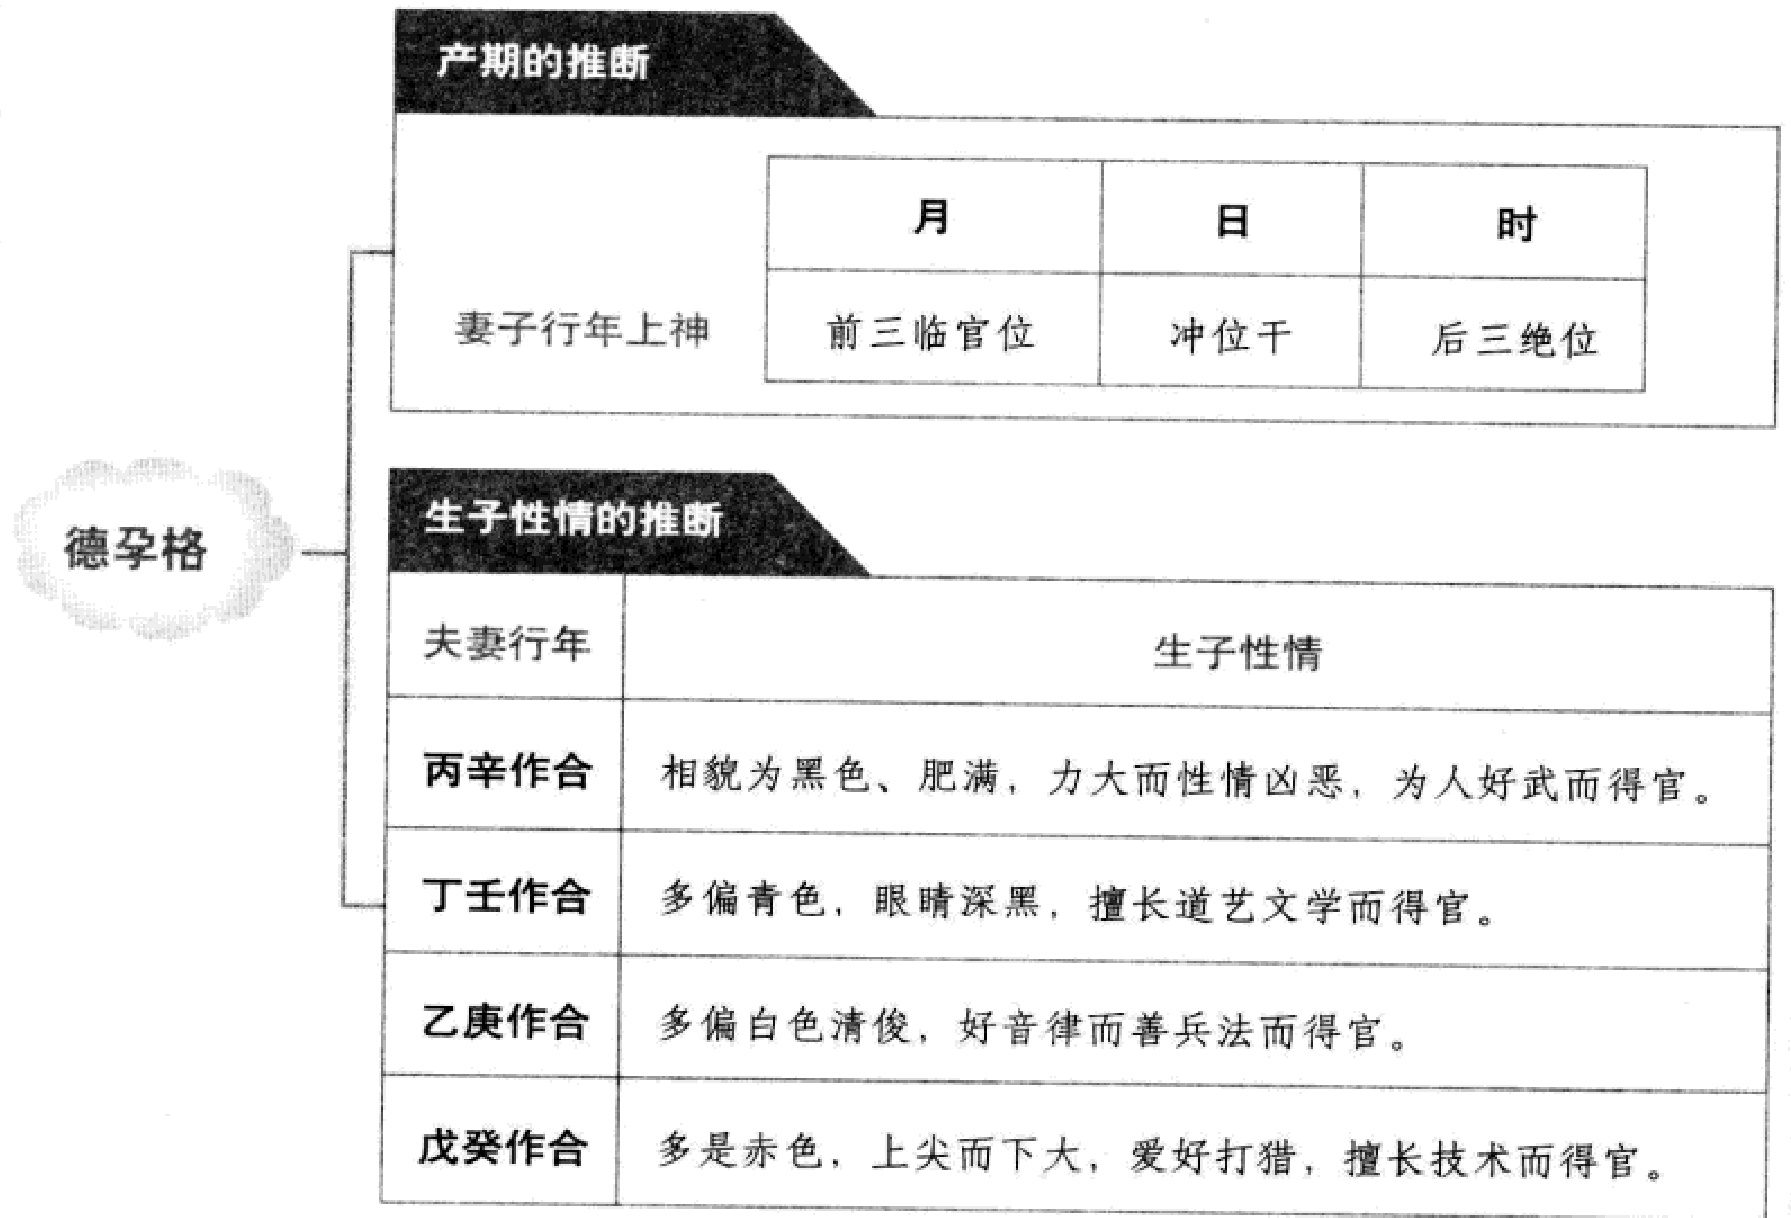 产期的推断
月 日 时
妻子行年上神 前三临官位 冲位干 后三绝位
德孕格
生子性情的推断
夫妻行年 生子性情
丙辛作合 相貌为黑色、肥满，力大而性情凶恶，为人好武而得官。
丁壬作合 多偏青色，眼睛深黑，擅长道艺文学而得官。
乙庚作合 多偏白色清俊，好音律而善兵法而得官。
戊癸作合 多是赤色，上尖而下大，爱好打猎，擅长技术而得官。